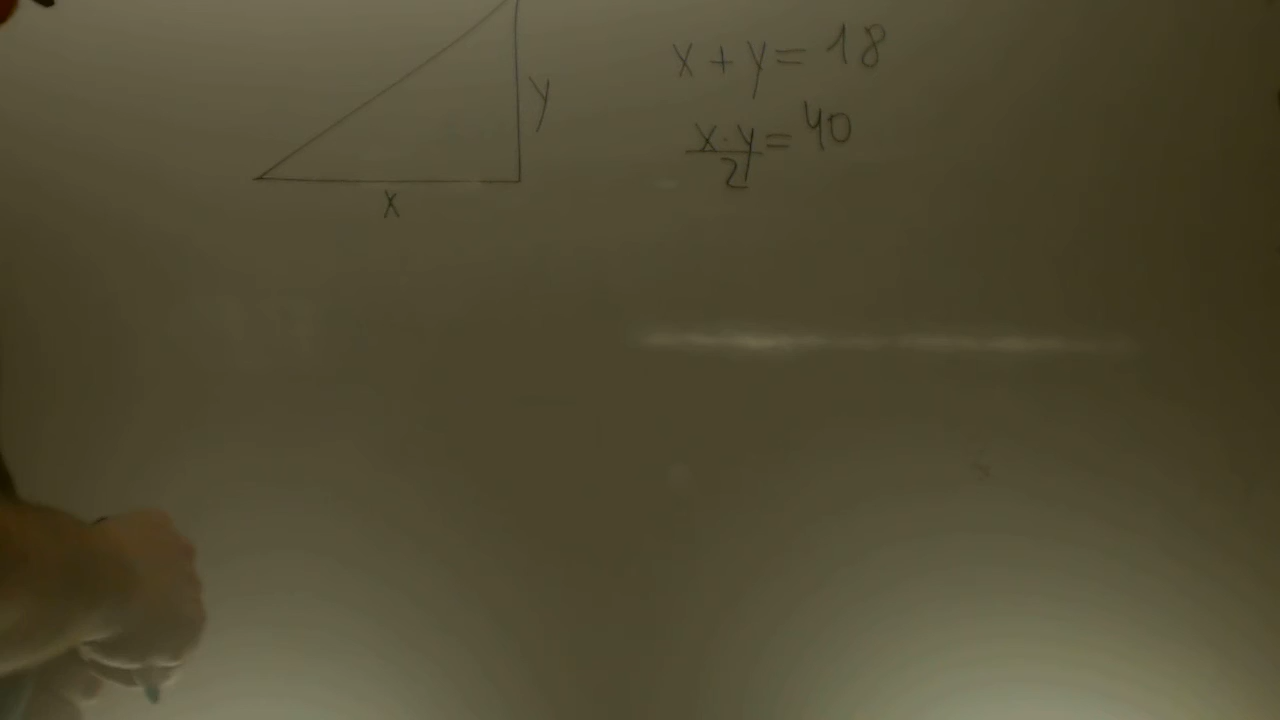 x + y = 18
x · y / 2 = 40
y
x